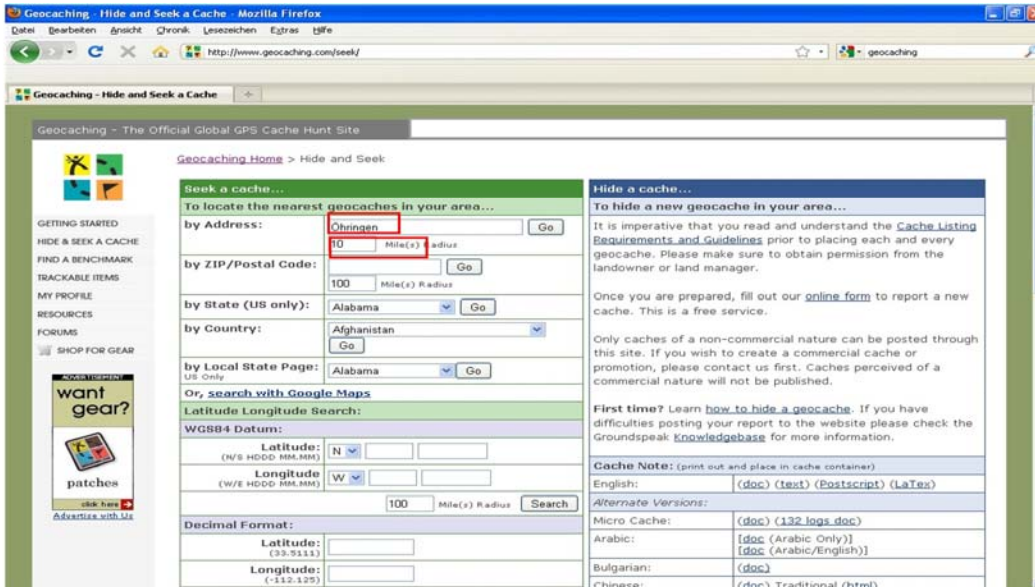 Geocaching - Hide and Seek a Cache - Mozilla Firefox
Datei Bearbeiten Ansicht Chronik Lesezeichen Extras Hilfe
http://www.geocaching.com/seek/
geocaching
Geocaching - Hide and Seek a Cache
Geocaching - The Official Global GPS Cache Hunt Site
Geocaching Home > Hide and Seek
GETTING STARTED
HIDE & SEEK A CACHE
FIND A BENCHMARK
TRACKABLE ITEMS
MY PROFILE
RESOURCES
FORUMS
SHOP FOR GEAR
ADVERTISEMENT
want
gear?
patches
click here
Advertise with Us
Seek a cache...
To locate the nearest geocaches in your area...
by Address: Öhringen Go
10 Mile(s) Radius
by ZIP/Postal Code: Go
100 Mile(s) Radius
by State (US only): Alabama Go
by Country: Afghanistan
Go
by Local State Page: Alabama Go
US Only
Or, search with Google Maps
Latitude Longitude Search:
WGS84 Datum:
Latitude: N
(N/S HDDD MM.MM)
Longitude W
(W/E HDDD MM.MM)
100 Mile(s) Radius Search
Decimal Format:
Latitude:
(33.5111)
Longitude:
(-112.125)
Hide a cache...
To hide a new geocache in your area...
It is imperative that you read and understand the Cache Listing
Requirements and Guidelines prior to placing each and every
geocache. Please make sure to obtain permission from the
landowner or land manager.
Once you are prepared, fill out our online form to report a new
cache. This is a free service.
Only caches of a non-commercial nature can be posted through
this site. If you wish to create a commercial cache or
promotion, please contact us first. Caches perceived of a
commercial nature will not be published.
First time? Learn how to hide a geocache. If you have
difficulties posting your report to the website please check the
Groundspeak Knowledgebase for more information.
Cache Note: (print out and place in cache container)
English: (doc) (text) (Postscript) (LaTex)
Alternate Versions:
Micro Cache: (doc) (132 logs doc)
Arabic: [doc (Arabic Only)]
[doc (Arabic/English)]
Bulgarian: (doc)
Chinese: (doc) Traditional (html)